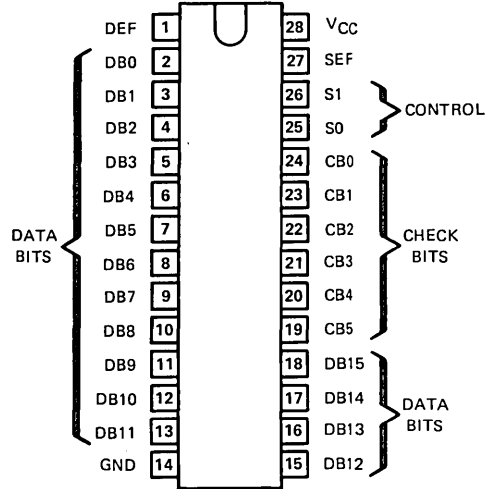 DEF 1 28 VCC
DB0 2 27 SEF
DB1 3 26 S1
DB2 4 25 S0
CONTROL
DB3 5 24 CB0
DB4 6 23 CB1
DB5 7 22 CB2
DATA
BITS
CHECK
BITS
DB6 8 21 CB3
DB7 9 20 CB4
DB8 10 19 CB5
DB9 11 18 DB15
DB10 12 17 DB14
DB11 13 16 DB13
DATA
BITS
GND 14 15 DB12